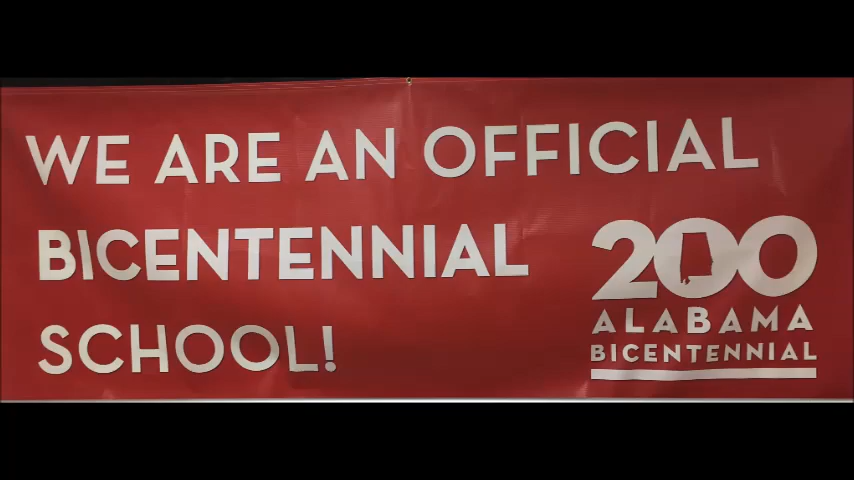 WE ARE AN OFFICIAL
BICENTENNIAL
SCHOOL!
200
ALABAMA
BICENTENNIAL